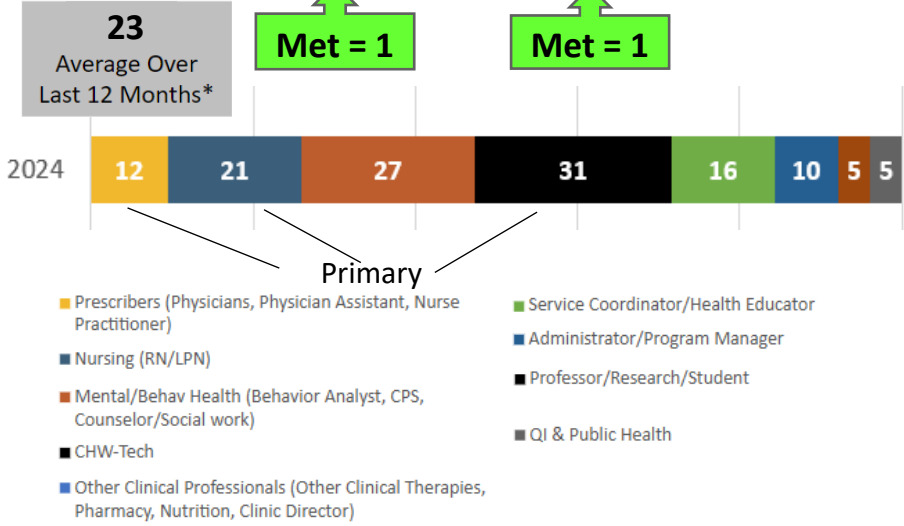 23
Average Over
Last 12 Months*
Met = 1
Met = 1
2024
12
21
27
31
16
10
5
5
Primary
Prescribers (Physicians, Physician Assistant, Nurse
Practitioner)
Nursing (RN/LPN)
Mental/Behav Health (Behavior Analyst, CPS,
Counselor/Social work)
CHW-Tech
Other Clinical Professionals (Other Clinical Therapies,
Pharmacy, Nutrition, Clinic Director)
Service Coordinator/Health Educator
Administrator/Program Manager
Professor/Research/Student
QI & Public Health